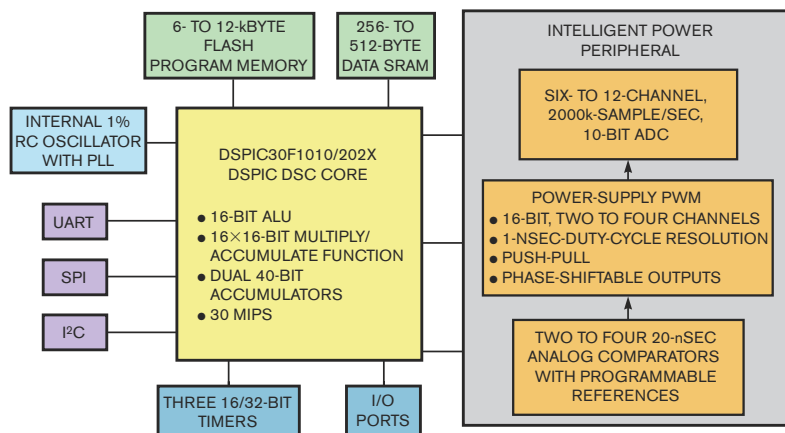 6- TO 12-kBYTE
FLASH
PROGRAM MEMORY
256- TO
512-BYTE
DATA SRAM
INTERNAL 1%
RC OSCILLATOR
WITH PLL
UART
SPI
I²C
DSPIC30F1010/202X
DSPIC DSC CORE
● 16-BIT ALU
● 16×16-BIT MULTIPLY/
ACCUMULATE FUNCTION
● DUAL 40-BIT
ACCUMULATORS
● 30 MIPS
THREE 16/32-BIT
TIMERS
I/O
PORTS
INTELLIGENT POWER
PERIPHERAL
SIX- TO 12-CHANNEL,
2000k-SAMPLE/SEC,
10-BIT ADC
POWER-SUPPLY PWM
● 16-BIT, TWO TO FOUR CHANNELS
● 1-NSEC-DUTY-CYCLE RESOLUTION
● PUSH-PULL
● PHASE-SHIFTABLE OUTPUTS
TWO TO FOUR 20-nSEC
ANALOG COMPARATORS
WITH PROGRAMMABLE
REFERENCES